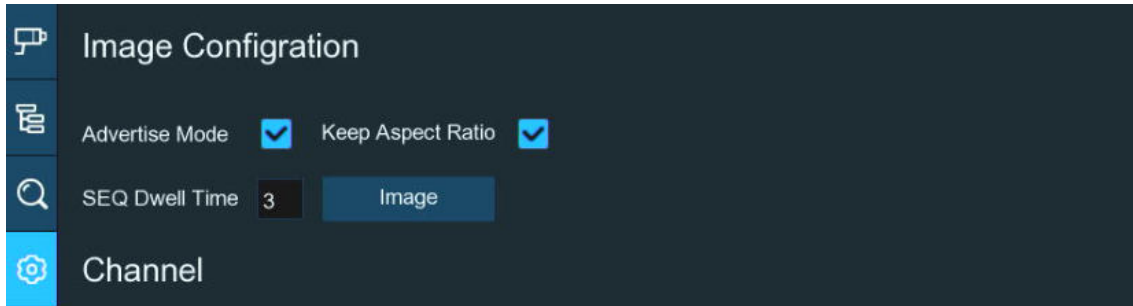 Image Configration
Advertise Mode Keep Aspect Ratio
SEQ Dwell Time 3 Image
Channel